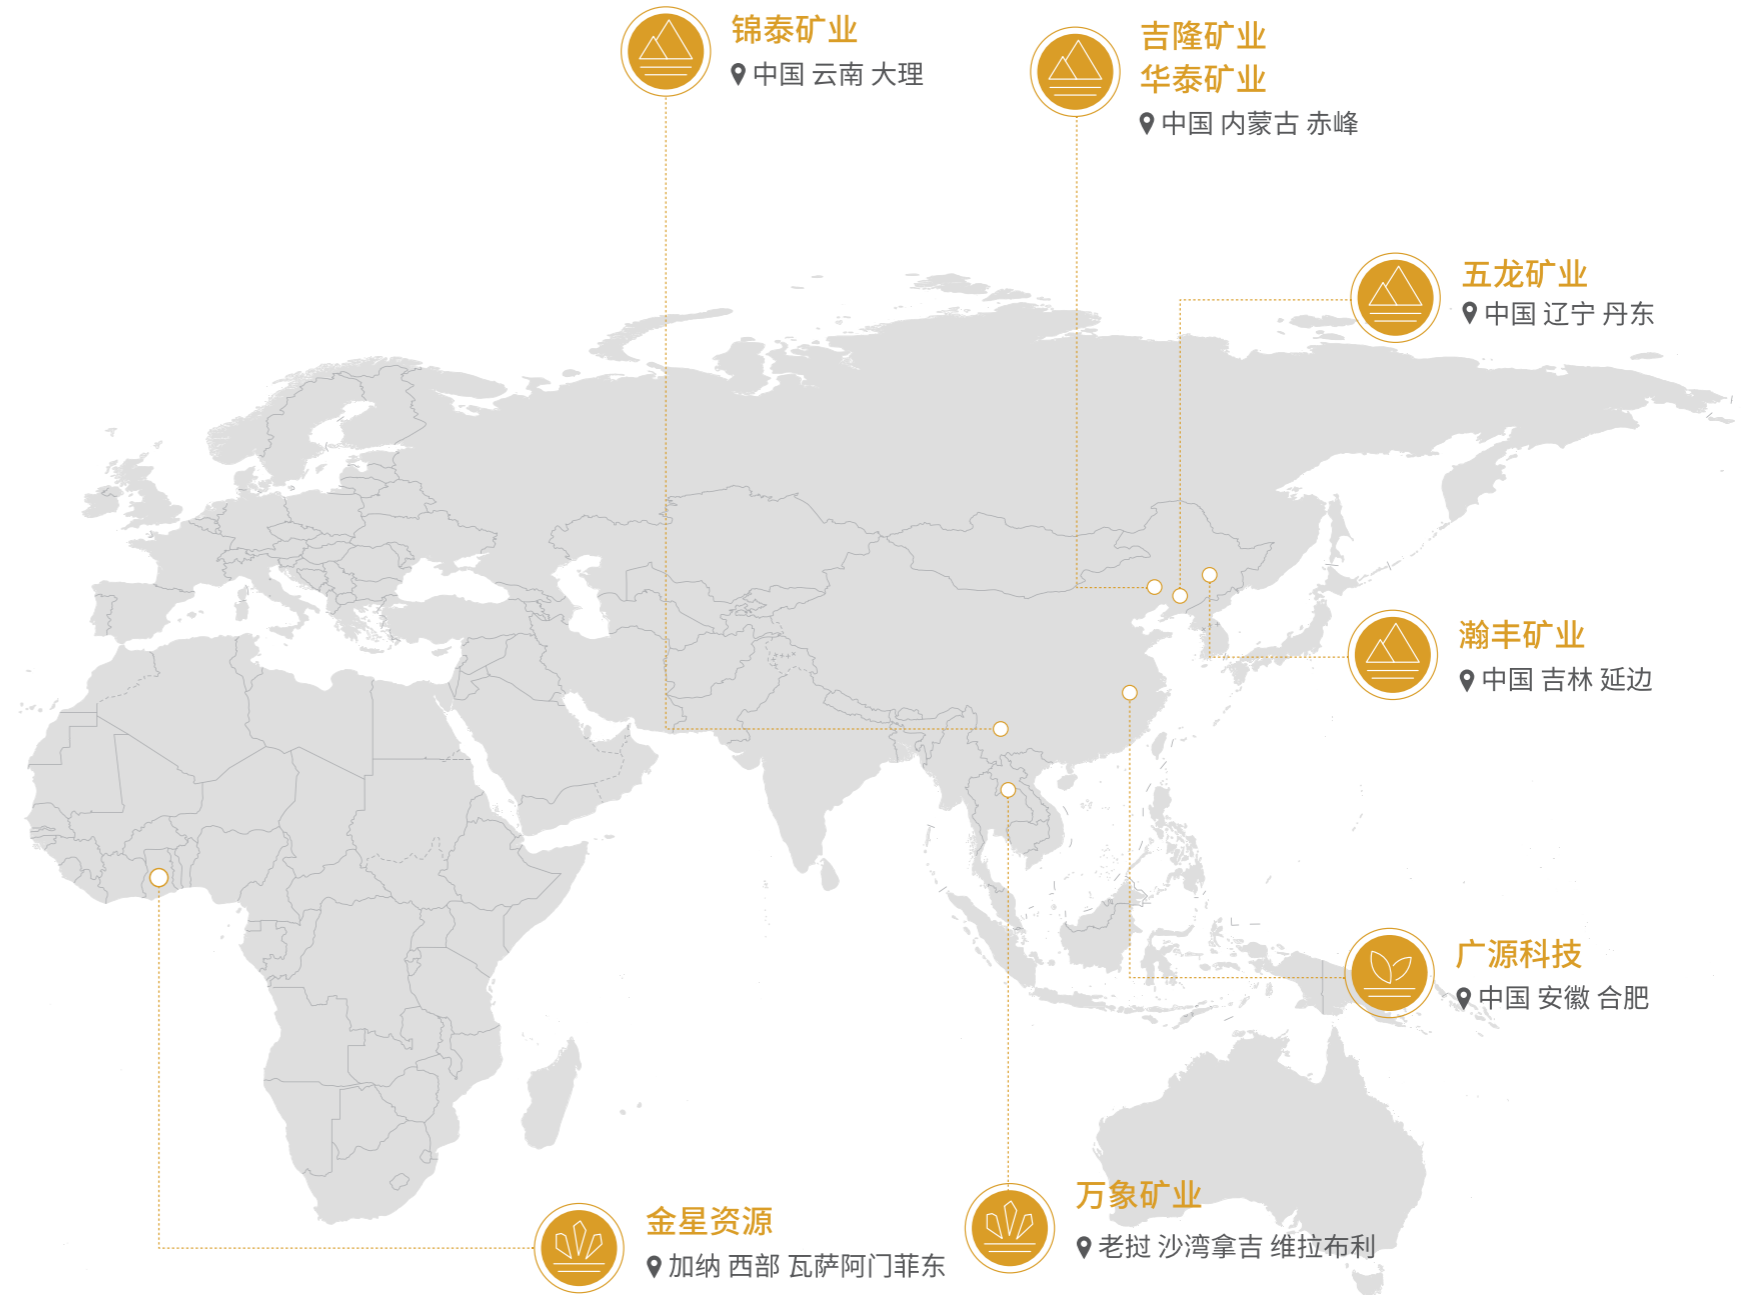 锦泰矿业
中国 云南 大理
吉隆矿业
华泰矿业
中国 内蒙古 赤峰
五龙矿业
中国 辽宁 丹东
瀚丰矿业
中国 吉林 延边
广源科技
中国 安徽 合肥
万象矿业
老挝 沙湾拿吉 维拉布利
金星资源
加纳 西部 瓦萨阿门菲东